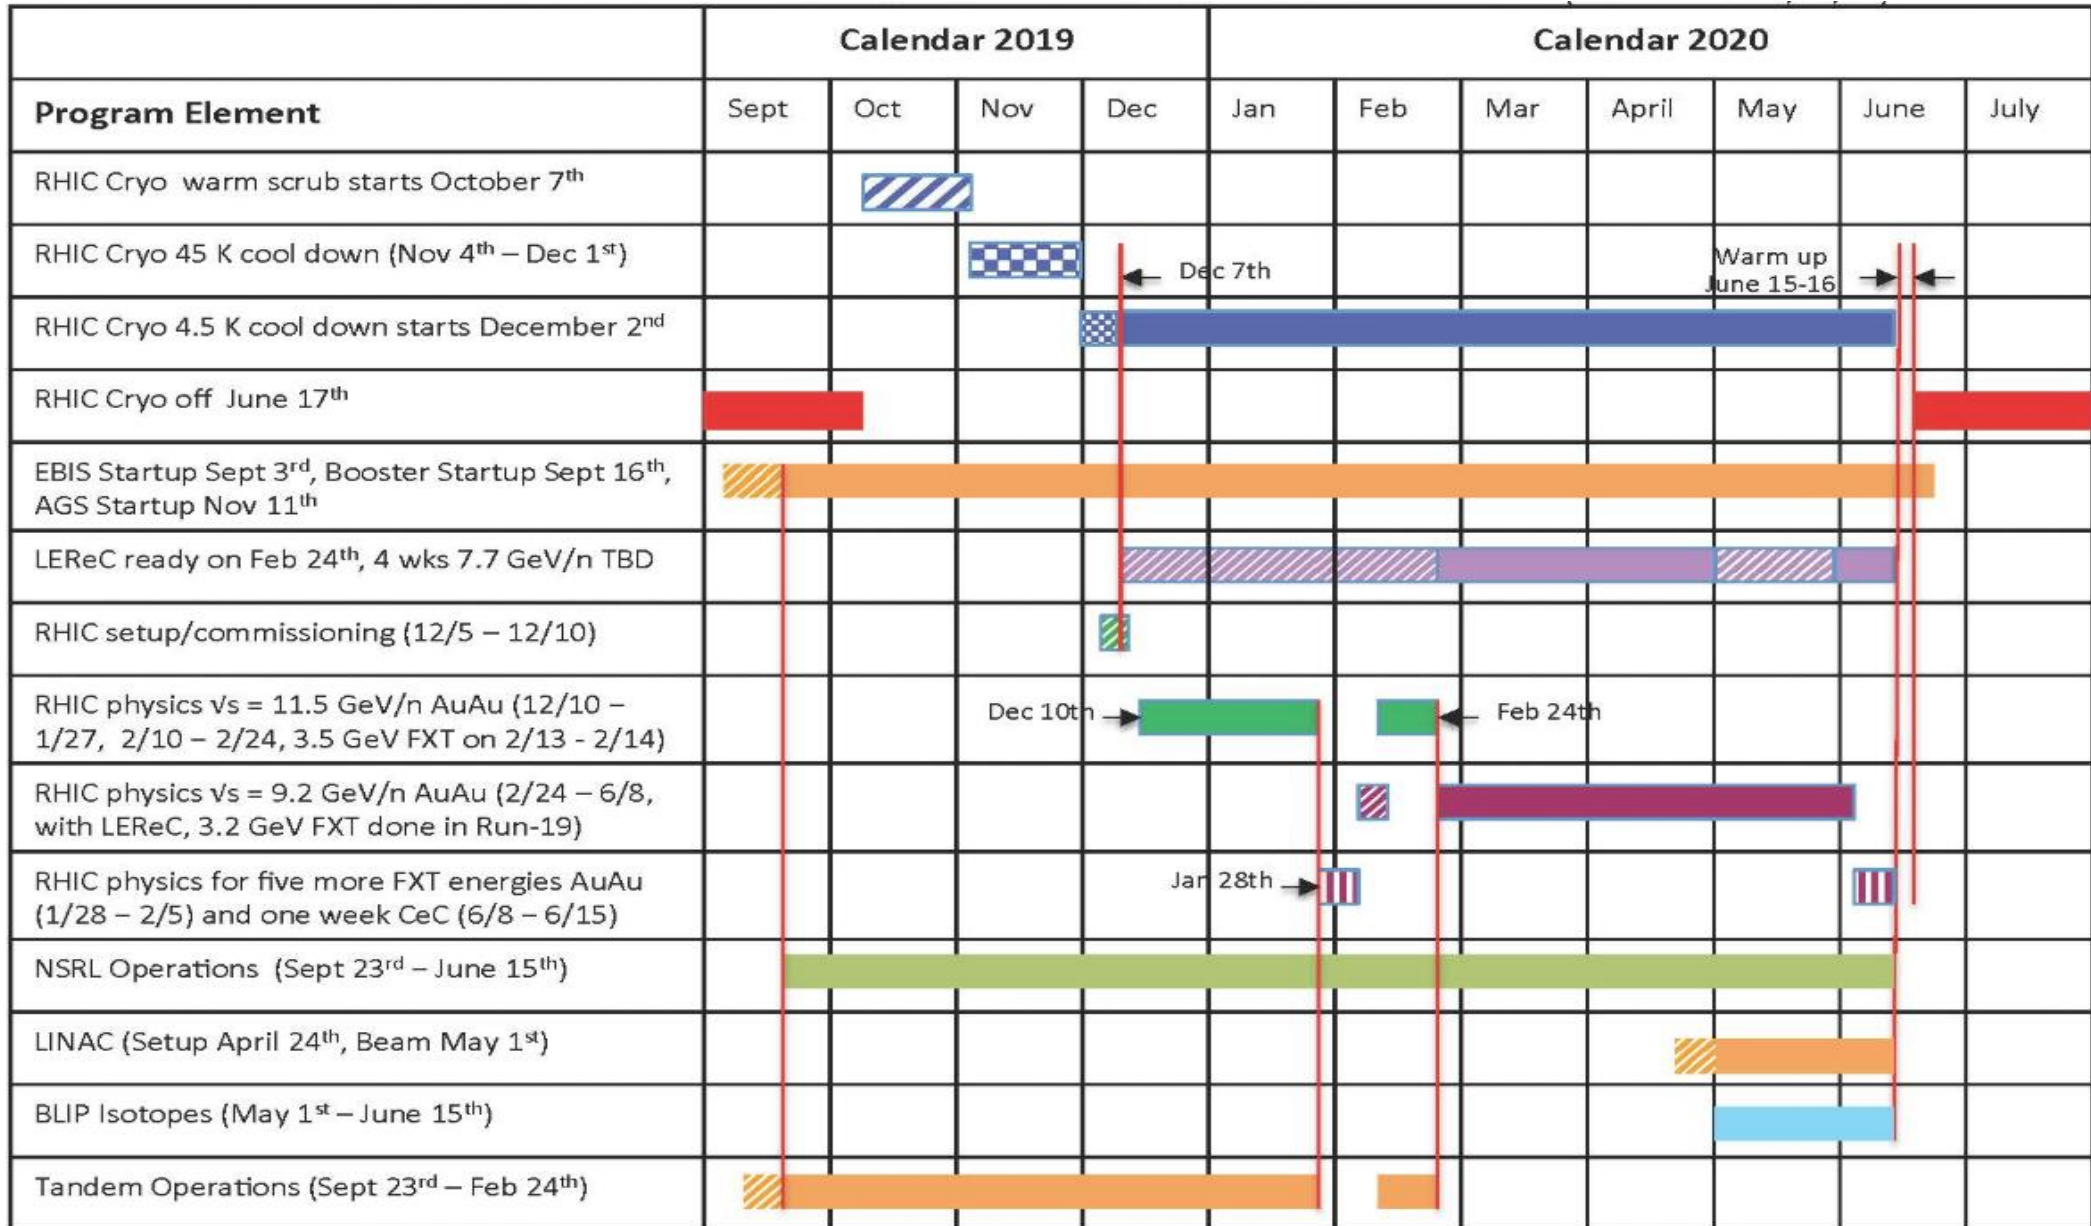 Calendar 2019
Calendar 2020
Program Element
Sept
Oct
Nov
Dec
Jan
Feb
Mar
April
May
June
July
RHIC Cryo warm scrub starts October 7th
RHIC Cryo 45 K cool down (Nov 4th – Dec 1st)
Dec 7th
Warm up
June 15-16
RHIC Cryo 4.5 K cool down starts December 2nd
RHIC Cryo off June 17th
EBIS Startup Sept 3rd, Booster Startup Sept 16th,
AGS Startup Nov 11th
LEReC ready on Feb 24th, 4 wks 7.7 GeV/n TBD
RHIC setup/commissioning (12/5 – 12/10)
RHIC physics √s = 11.5 GeV/n AuAu (12/10 –
1/27, 2/10 – 2/24, 3.5 GeV FXT on 2/13 - 2/14)
Dec 10th
Feb 24th
RHIC physics √s = 9.2 GeV/n AuAu (2/24 – 6/8,
with LEReC, 3.2 GeV FXT done in Run-19)
RHIC physics for five more FXT energies AuAu
(1/28 – 2/5) and one week CeC (6/8 – 6/15)
Jan 28th
NSRL Operations (Sept 23rd – June 15th)
LINAC (Setup April 24th, Beam May 1st)
BLIP Isotopes (May 1st – June 15th)
Tandem Operations (Sept 23rd – Feb 24th)